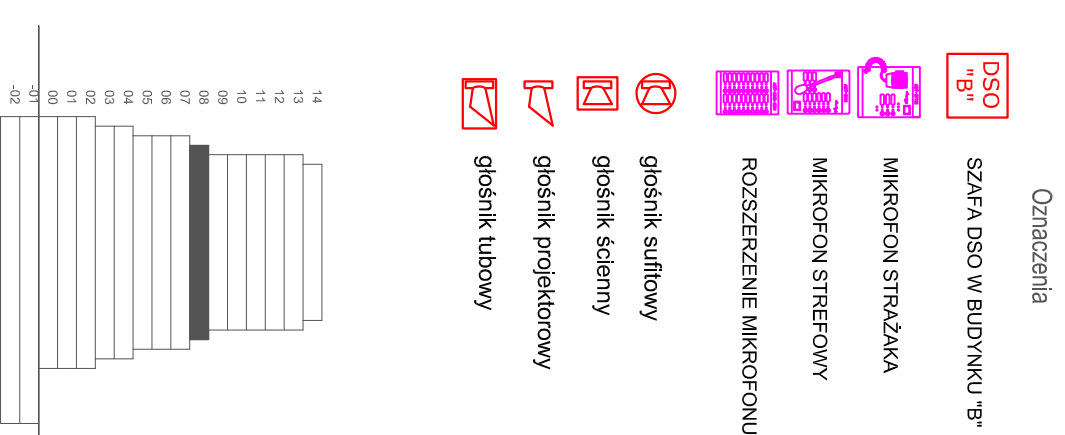 Oznaczenia
DSO
"B"
SZAFA DSO W BUDYNKU "B"
MIKROFON STRAŻAKA
MIKROFON STREFOWY
ROZSZERZENIE MIKROFONU
głośnik sufitowy
głośnik ścienny
głośnik projektorowy
głośnik tubowy
14
13
12
11
10
09
08
07
06
05
04
03
02
01
00
-01
-02